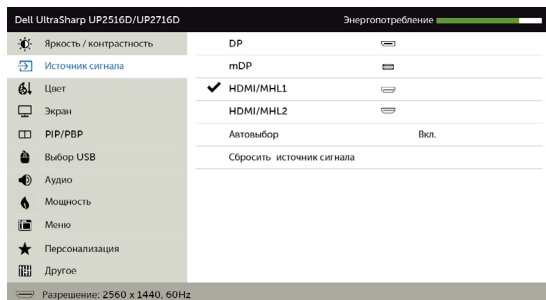 Dell UltraSharp UP2516D/UP2716D Энергопотребление
Яркость / контрастность DP
Источник сигнала mDP
Цвет HDMI/MHL1
Экран HDMI/MHL2
PIP/PBP Автовыбор Вкл.
Выбор USB Сбросить источник сигнала
Аудио
Мощность
Меню
Персонализация
Другое
Разрешение: 2560 x 1440, 60Hz